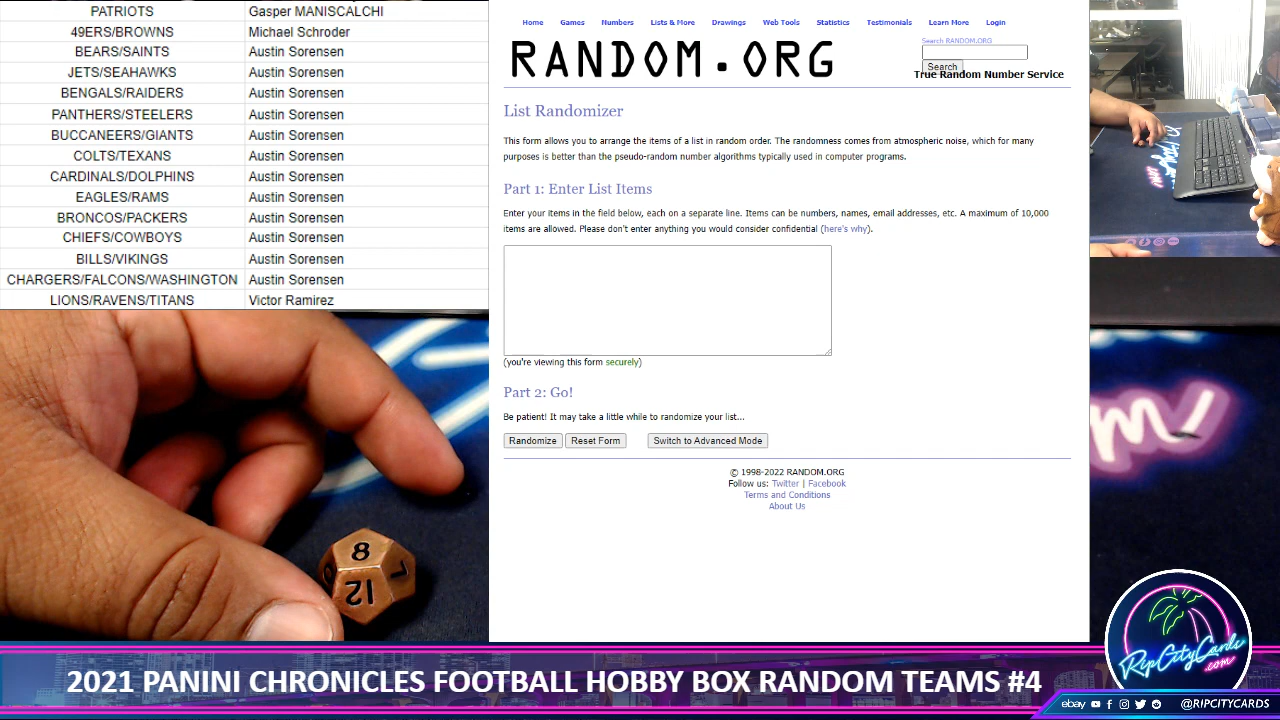 PATRIOTS Gasper MANISCALCHI
49ERS/BROWNS Michael Schroder
BEARS/SAINTS Austin Sorensen
JETS/SEAHAWKS Austin Sorensen
BENGALS/RAIDERS Austin Sorensen
PANTHERS/STEELERS Austin Sorensen
BUCCANEERS/GIANTS Austin Sorensen
COLTS/TEXANS Austin Sorensen
CARDINALS/DOLPHINS Austin Sorensen
EAGLES/RAMS Austin Sorensen
BRONCOS/PACKERS Austin Sorensen
CHIEFS/COWBOYS Austin Sorensen
BILLS/VIKINGS Austin Sorensen
CHARGERS/FALCONS/WASHINGTON Austin Sorensen
LIONS/RAVENS/TITANS Victor Ramirez
8
12
7
Home Games Numbers Lists & More Drawings Web Tools Statistics Testimonials Learn More Login
RANDOM.ORG
Search RANDOM.ORG
Search
True Random Number Service
List Randomizer
This form allows you to arrange the items of a list in random order. The randomness comes from atmospheric noise, which for many
purposes is better than the pseudo-random number algorithms typically used in computer programs.
Part 1: Enter List Items
Enter your items in the field below, each on a separate line. Items can be numbers, names, email addresses, etc. A maximum of 10,000
items are allowed. Please don't enter anything you would consider confidential (here's why).
(you're viewing this form securely)
Part 2: Go!
Be patient! It may take a little while to randomize your list...
Randomize Reset Form Switch to Advanced Mode
© 1998-2022 RANDOM.ORG
Follow us: Twitter | Facebook
Terms and Conditions
About Us
2021 PANINI CHRONICLES FOOTBALL HOBBY BOX RANDOM TEAMS #4
RipCityCards
.com
ebay @RIPCITYCARDS